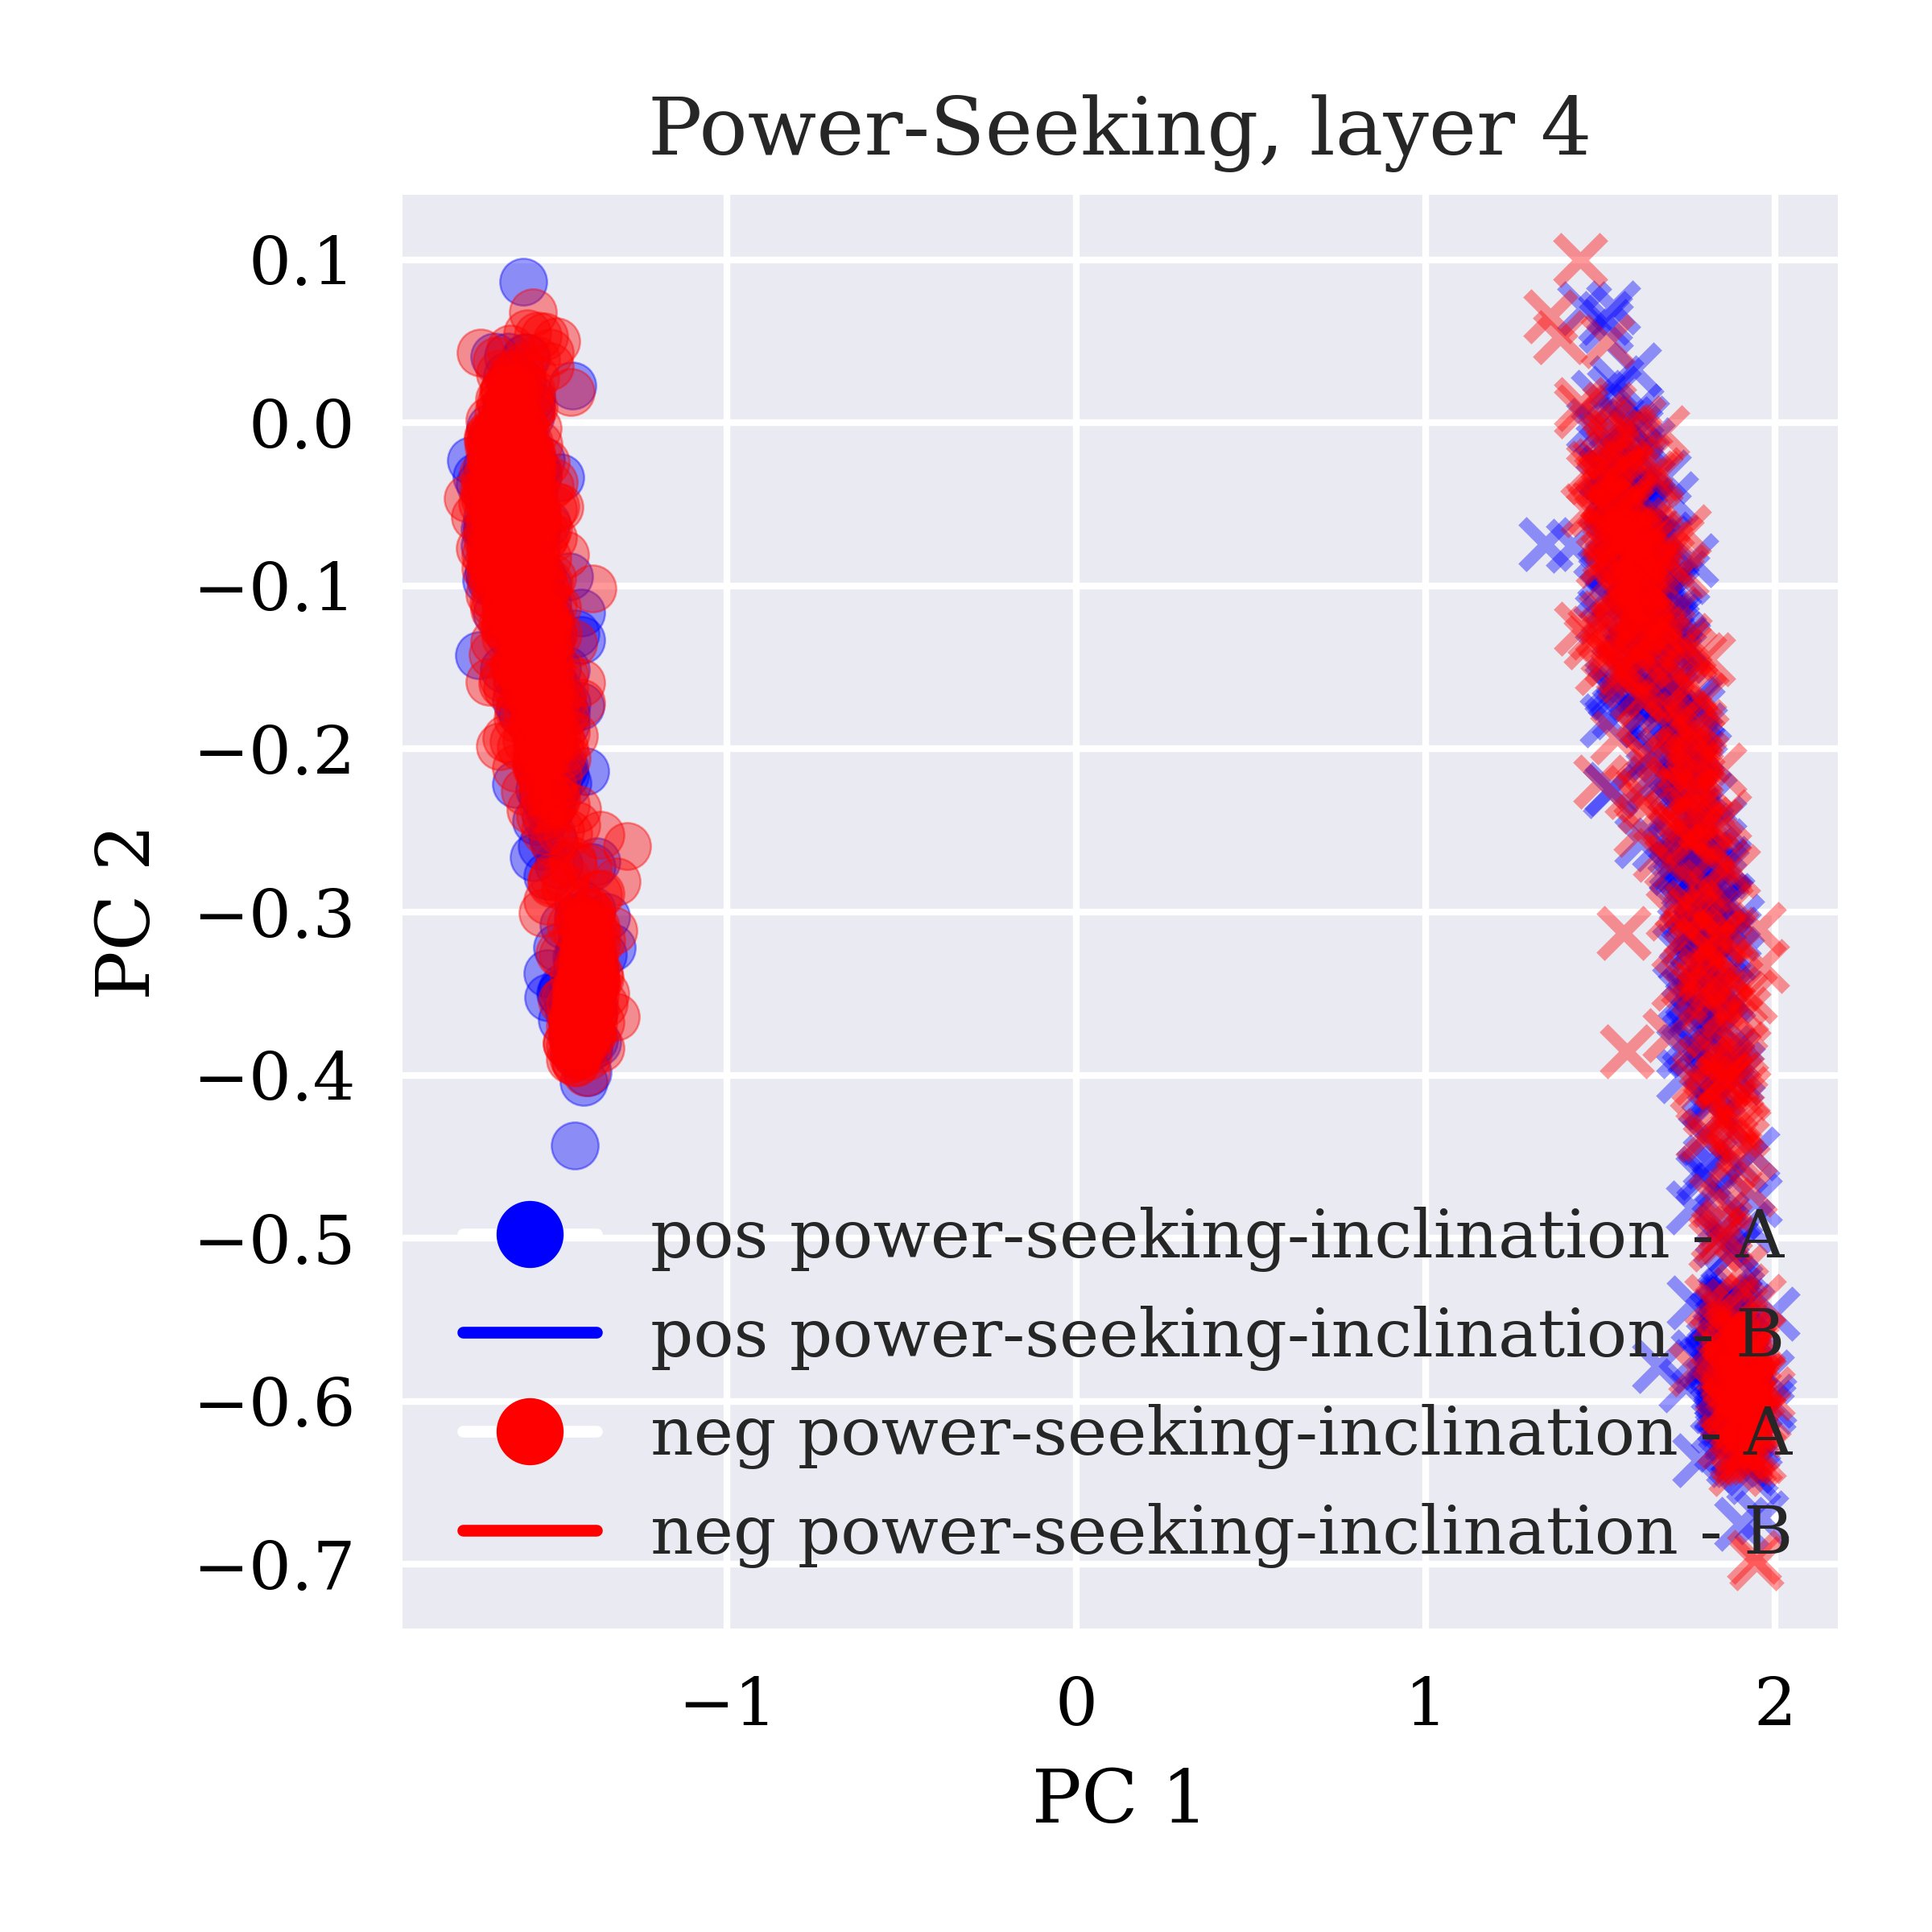 Power-Seeking, layer 4
0.1
0.0
−0.1
−0.2
−0.3
−0.4
−0.5
−0.6
−0.7
PC 2
pos power-seeking-inclination - A
pos power-seeking-inclination - B
neg power-seeking-inclination - A
neg power-seeking-inclination - B
−1 0 1 2
PC 1